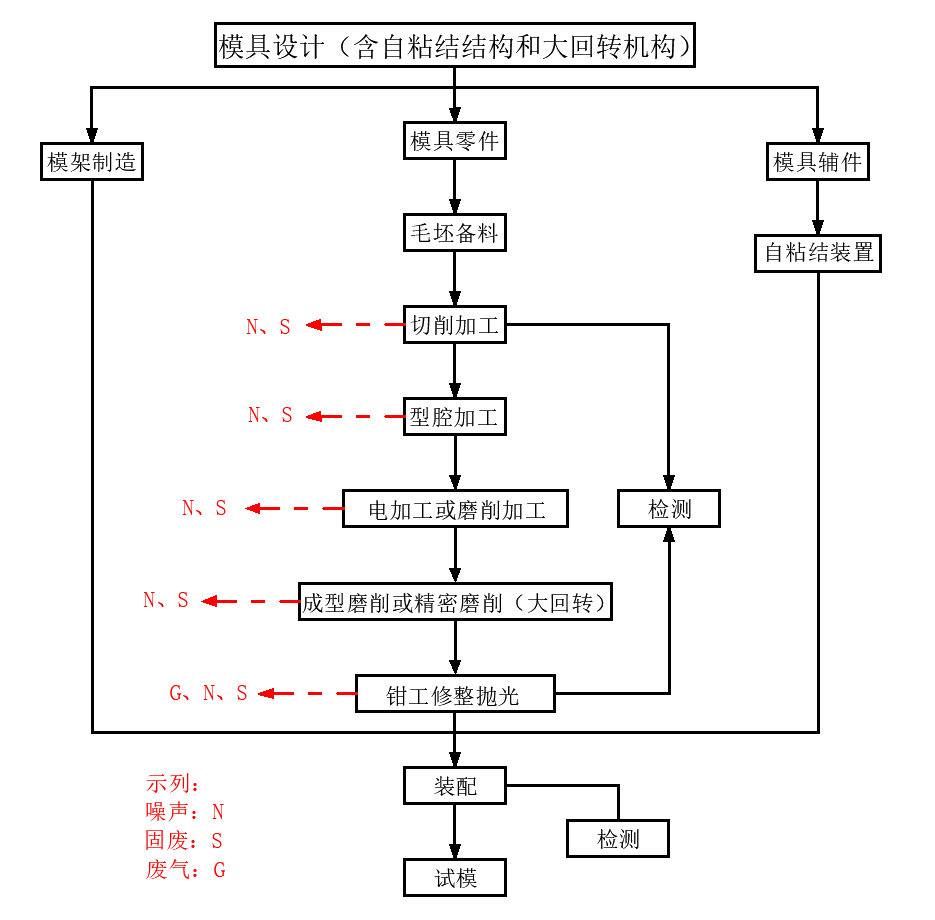 模具设计（含自粘结结构和大回转机构）
模架制造
模具零件
模具辅件
毛坯备料
自粘结装置
N、S
切削加工
N、S
型腔加工
N、S
电加工或磨削加工
检测
N、S
成型磨削或精密磨削（大回转）
G、N、S
钳工修整抛光
装配
检测
试模
示列：
噪声：N
固废：S
废气：G